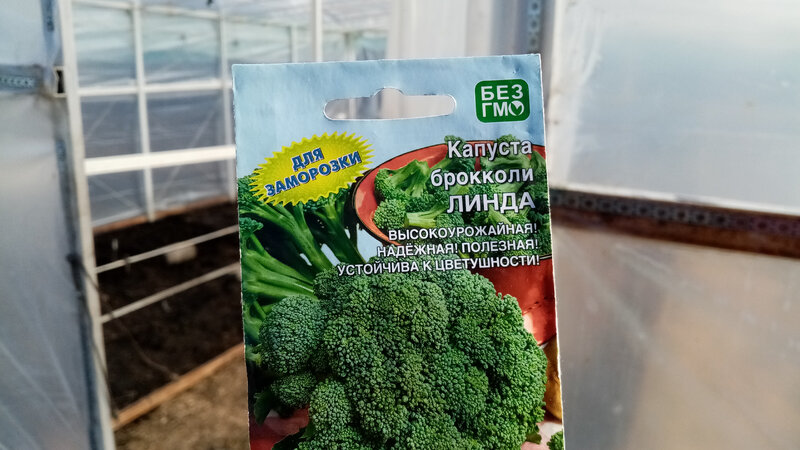 БЕЗ
ГМО
ДЛЯ
ЗАМОРОЗКИ
Капуста
брокколи
ЛИНДА
ВЫСОКОУРОЖАЙНАЯ!
НАДЁЖНАЯ! ПОЛЕЗНАЯ!
УСТОЙЧИВА К ЦВЕТУШНОСТИ!